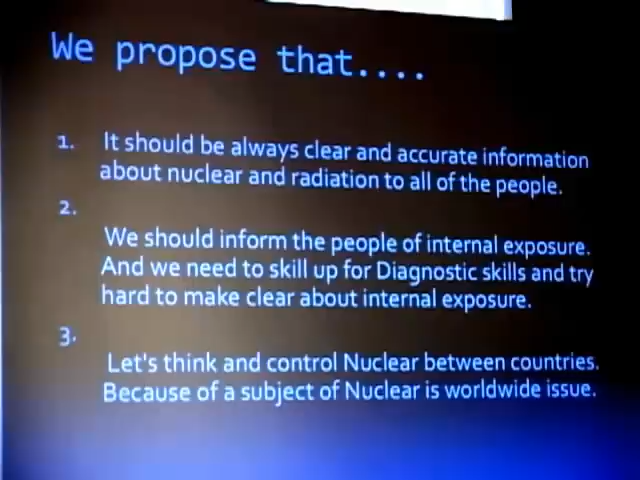 We propose that....
1. It should be always clear and accurate information
about nuclear and radiation to all of the people.
2.
We should inform the people of internal exposure.
And we need to skill up for Diagnostic skills and try
hard to make clear about internal exposure.
3.
Let's think and control Nuclear between countries.
Because of a subject of Nuclear is worldwide issue.